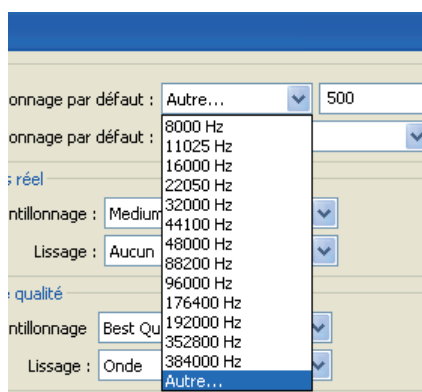 onnage par défaut : Autre... 500
onnage par défaut :
8000 Hz
11025 Hz
16000 Hz
22050 Hz
32000 Hz
44100 Hz
48000 Hz
88200 Hz
96000 Hz
176400 Hz
192000 Hz
352800 Hz
384000 Hz
Autre...
s réel
ntillonnage : Medium
Lissage : Aucun
e qualité
ntillonnage Best Qu
Lissage : Onde